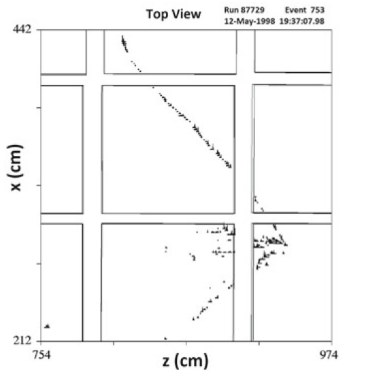 Top View
Run 87729 Event 753
12-May-1998 19:37:07.98
442
x (cm)
212
754
z (cm)
974